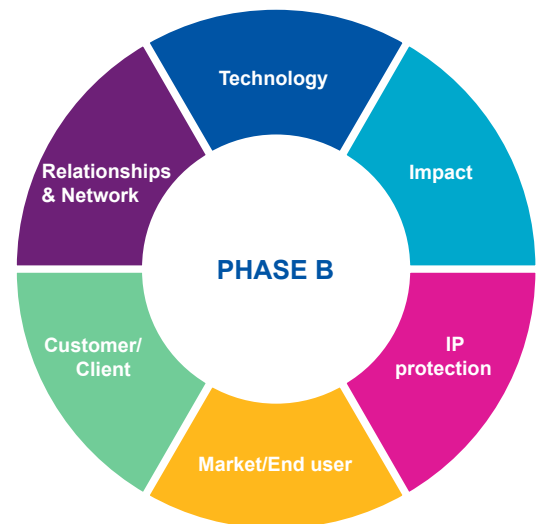 Technology
Impact
Relationships
& Network
PHASE B
IP
protection
Customer/
Client
Market/End user